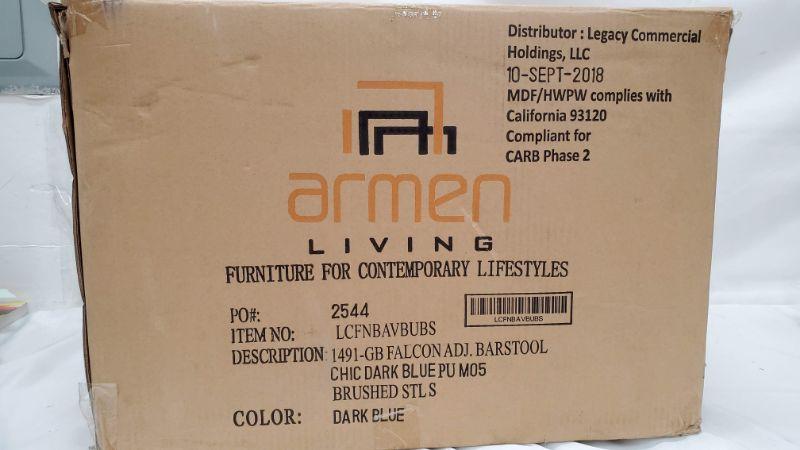 Distributor : Legacy Commercial
Holdings, LLC
10-SEPT-2018
MDF/HWPW complies with
California 93120
Compliant for
CARB Phase 2
armen
LIVING
FURNITURE FOR CONTEMPORARY LIFESTYLES
PO#: 2544
LCFNBAVBUBS
ITEM NO: LCFNBAVBUBS
DESCRIPTION: 1491-GB FALCON ADJ. BARSTOOL
CHIC DARK BLUE PU M05
BRUSHED STL S
COLOR: DARK BLUE